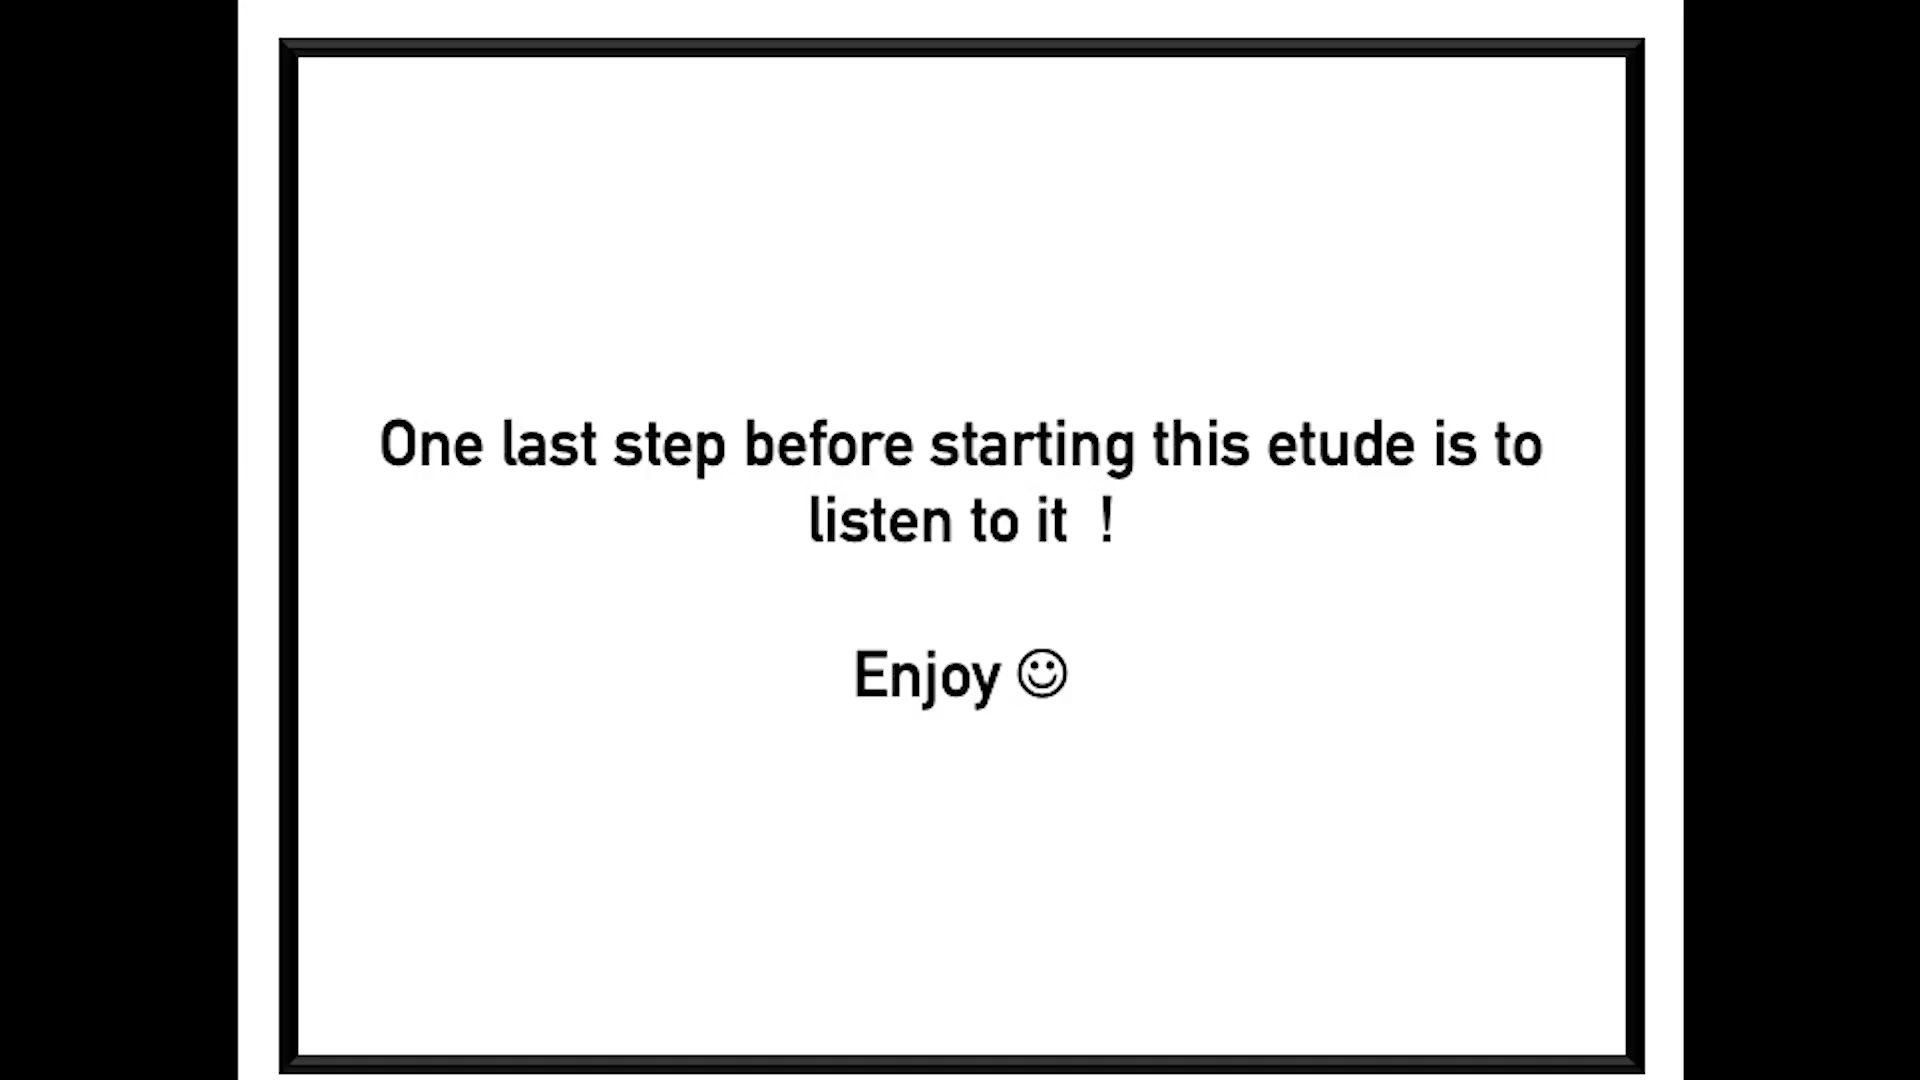 One last step before starting this etude is to
listen to it  !
Enjoy ☺